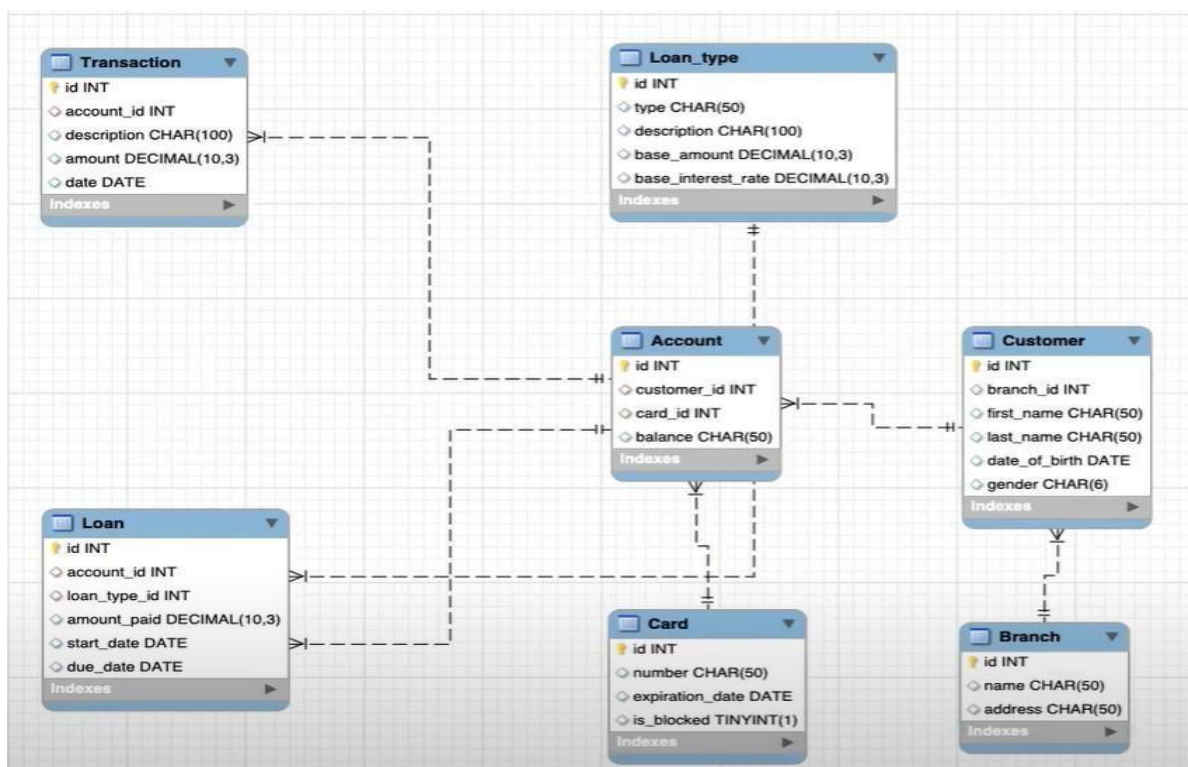 Transaction
id INT
account_id INT
description CHAR(100)
amount DECIMAL(10,3)
date DATE
Indexes
Loan_type
id INT
type CHAR(50)
description CHAR(100)
base_amount DECIMAL(10,3)
base_interest_rate DECIMAL(10,3)
Indexes
Account
id INT
customer_id INT
card_id INT
balance CHAR(50)
Indexes
Customer
id INT
branch_id INT
first_name CHAR(50)
last_name CHAR(50)
date_of_birth DATE
gender CHAR(6)
Indexes
Loan
id INT
account_id INT
loan_type_id INT
amount_paid DECIMAL(10,3)
start_date DATE
due_date DATE
Indexes
Card
id INT
number CHAR(50)
expiration_date DATE
is_blocked TINYINT(1)
Indexes
Branch
id INT
name CHAR(50)
address CHAR(50)
Indexes